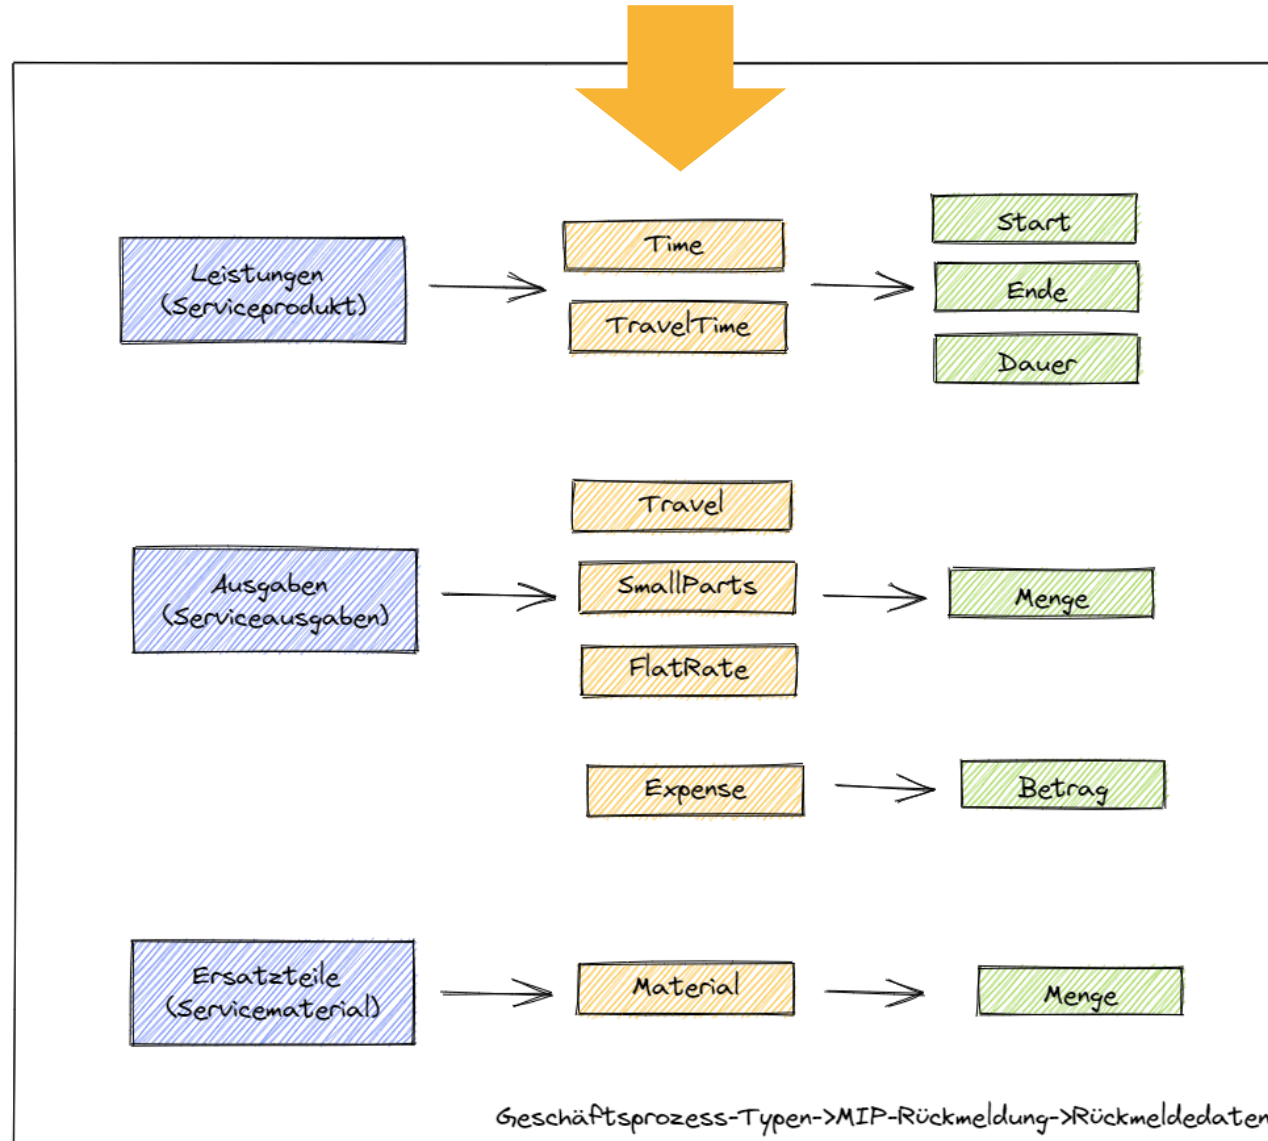 Leistungen
(Serviceprodukt)
Time
TravelTime
Start
Ende
Dauer
Ausgaben
(Serviceausgaben)
Travel
SmallParts
FlatRate
Menge
Expense
Betrag
Ersatzteile
(Servicematerial)
Material
Menge
Geschäftsprozess-Typen->MIP-Rückmeldung->Rückmeldedaten